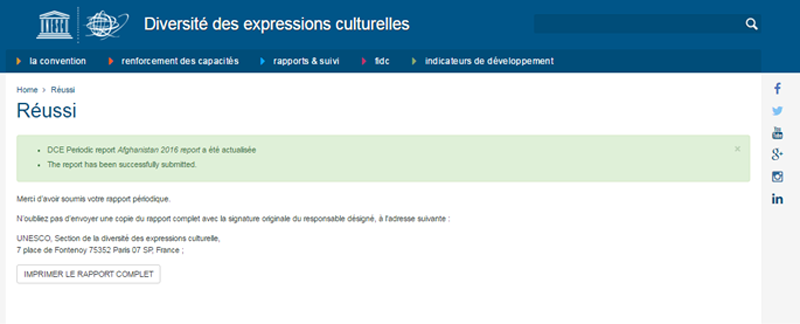 Diversité des expressions culturelles
la convention renforcement des capacités rapports & suivi fidc indicateurs de développement
Home > Réussi
Réussi
DCE Periodic report Afghanistan 2016 report a été actualisée ×
The report has been successfully submitted.
Merci d'avoir soumis votre rapport périodique.
N'oubliez pas d'envoyer une copie du rapport complet avec la signature originale du responsable désigné, à l'adresse suivante :
UNESCO, Section de la diversité des expressions culturelle,
7 place de Fontenoy 75352 Paris 07 SP, France ;
IMPRIMER LE RAPPORT COMPLET